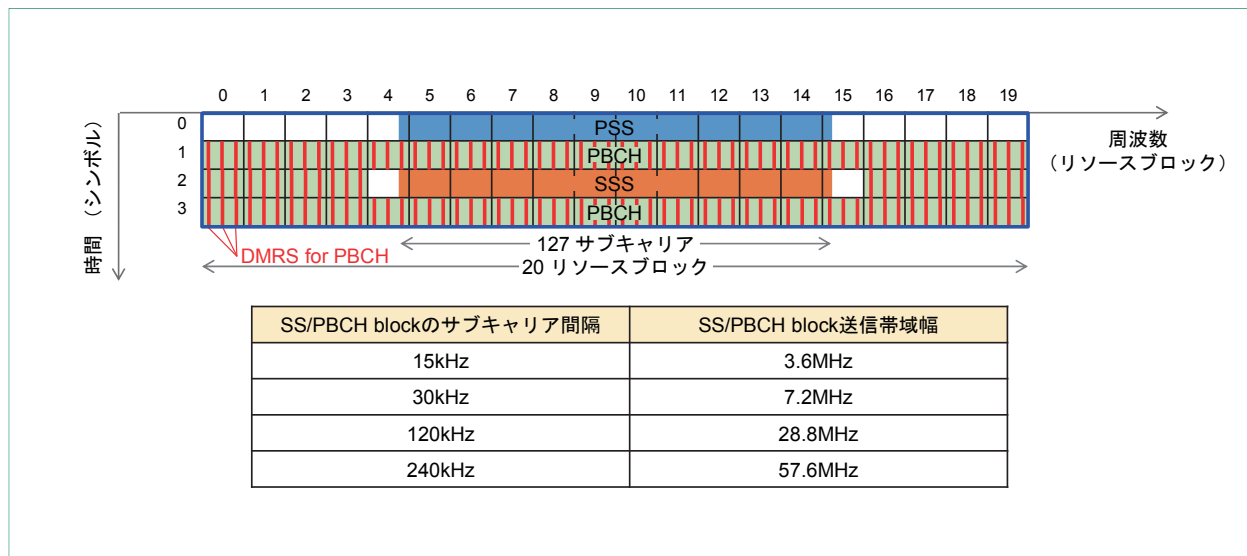 0 1 2 3 4 5 6 7 8 9 10 11 12 13 14 15 16 17 18 19
周波数
(リソースブロック)
時間(シンボル)
0 PSS
1 PBCH
2 SSS
3 PBCH
DMRS for PBCH
127 サブキャリア
20 リソースブロック
SS/PBCH blockのサブキャリア間隔 SS/PBCH block送信帯域幅
15kHz 3.6MHz
30kHz 7.2MHz
120kHz 28.8MHz
240kHz 57.6MHz